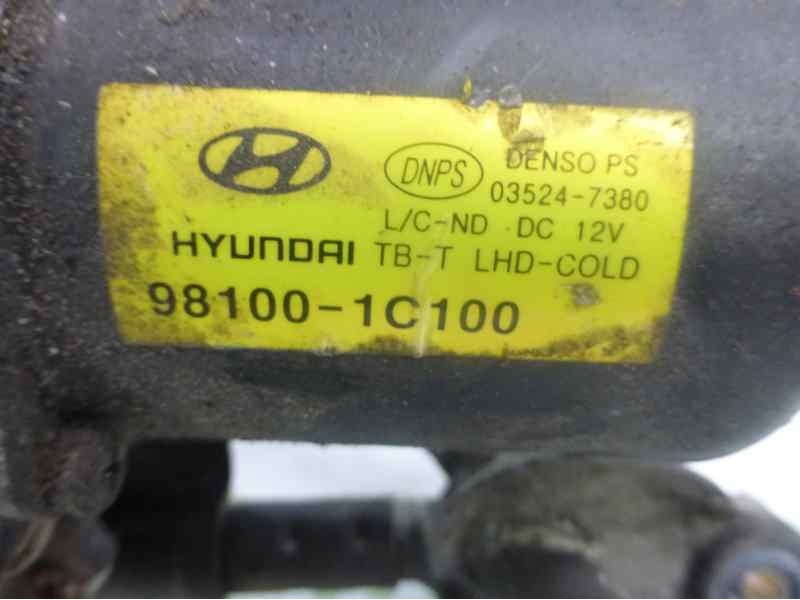 DNPS DENSO PS
03524-7380
L/C-ND · DC 12V
HYUNDAI TB-T LHD-COLD
98100-1C100